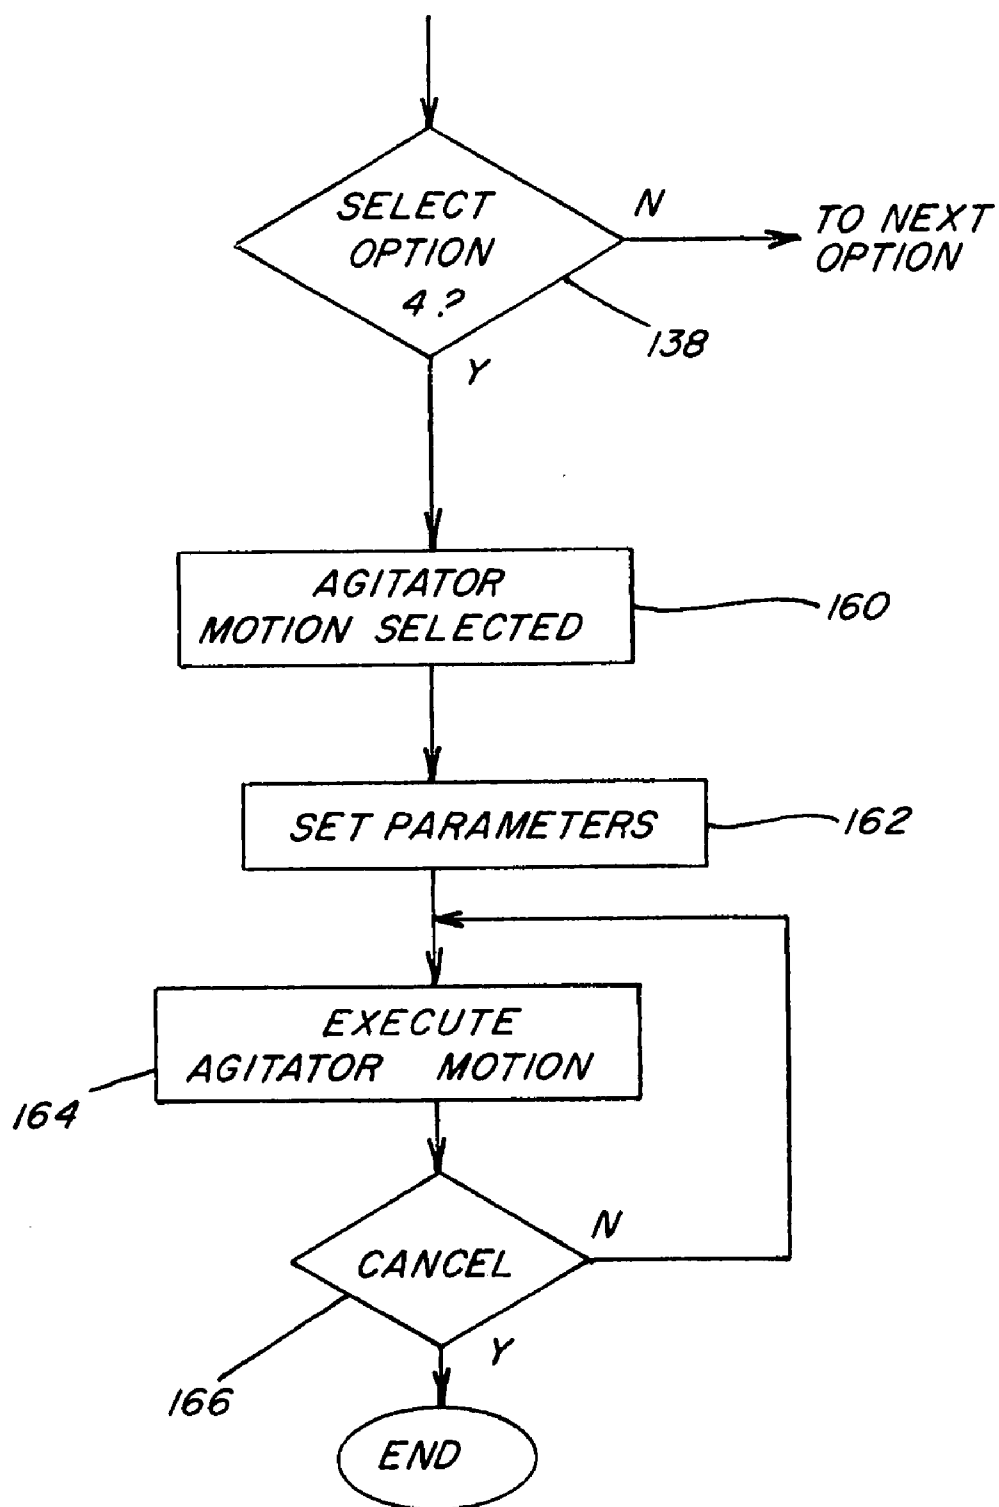 SELECT
OPTION
4?
N
TO NEXT
OPTION
138
Y
AGITATOR
MOTION SELECTED
160
SET PARAMETERS
162
EXECUTE
AGITATOR MOTION
164
N
CANCEL
Y
166
END